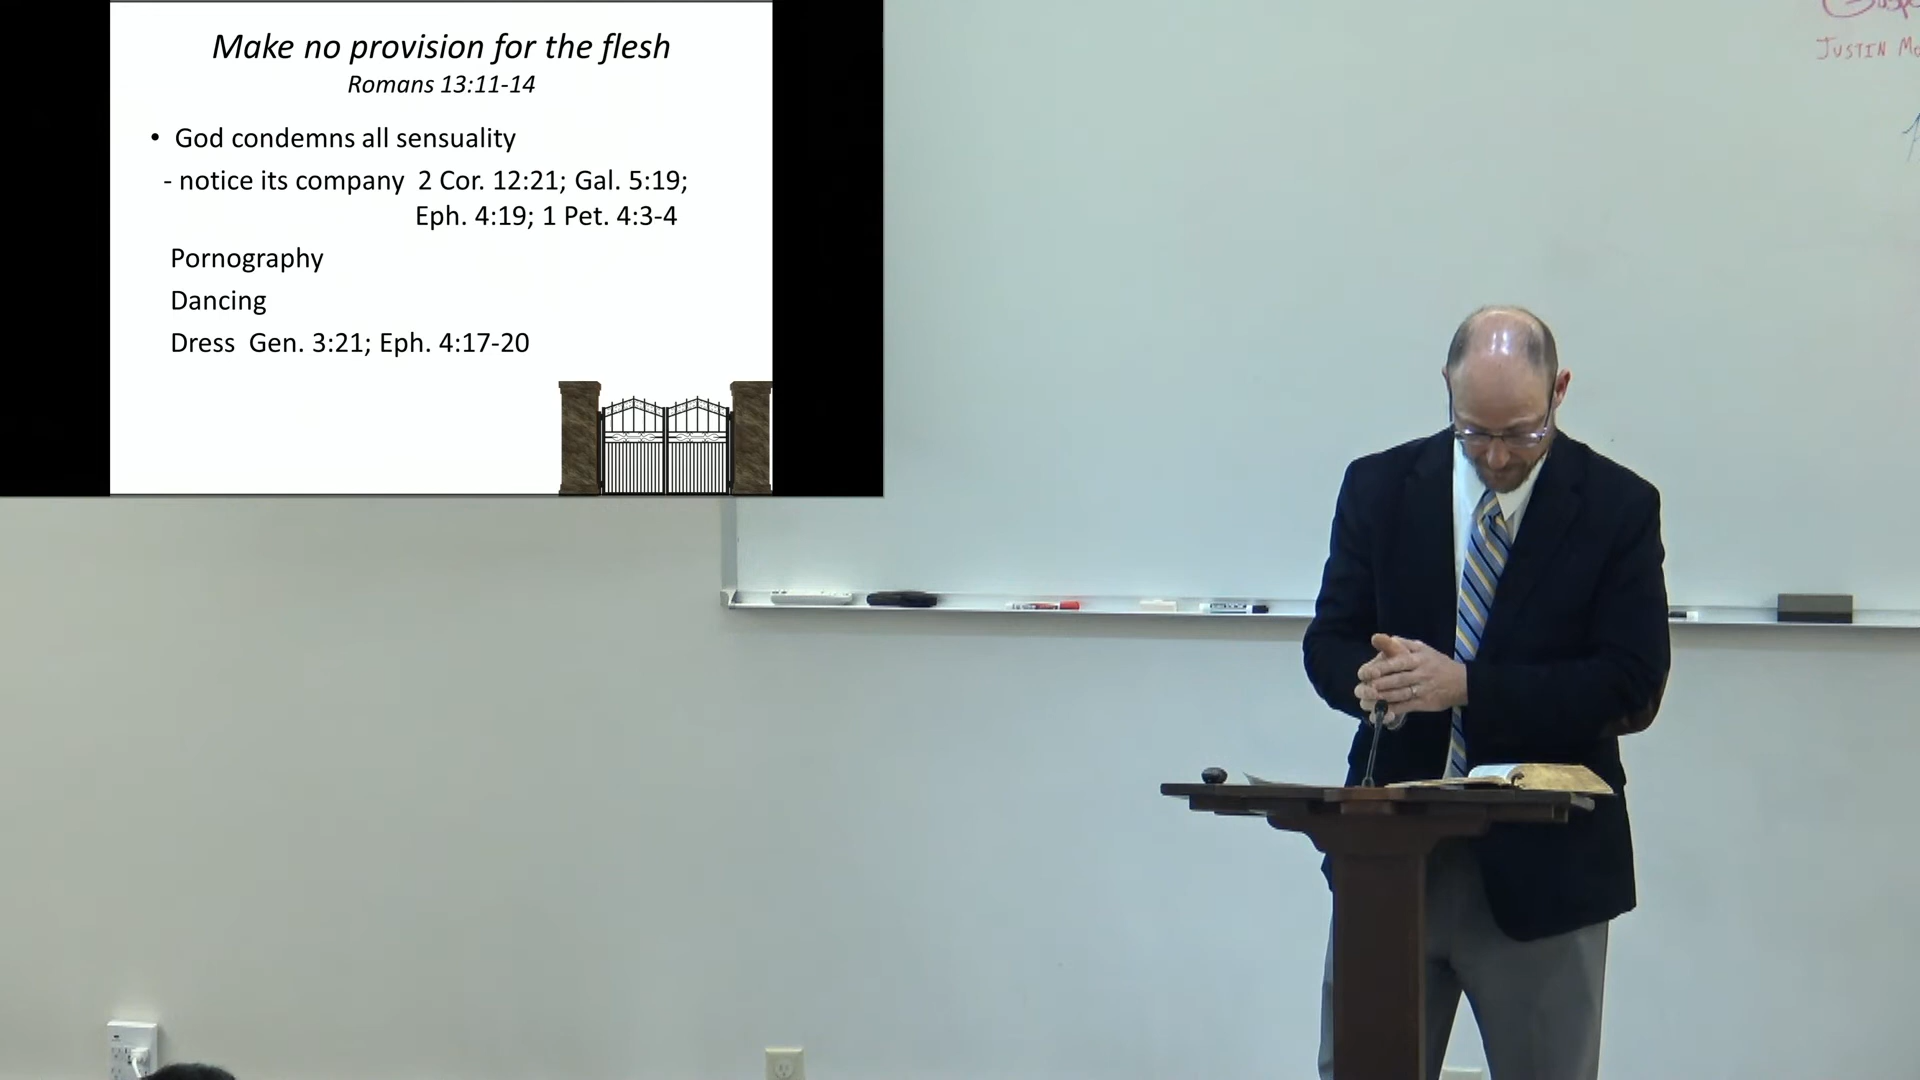 Make no provision for the flesh
Romans 13:11-14
• God condemns all sensuality
- notice its company 2 Cor. 12:21; Gal. 5:19;
Eph. 4:19; 1 Pet. 4:3-4
Pornography
Dancing
Dress Gen. 3:21; Eph. 4:17-20
JUSTIN